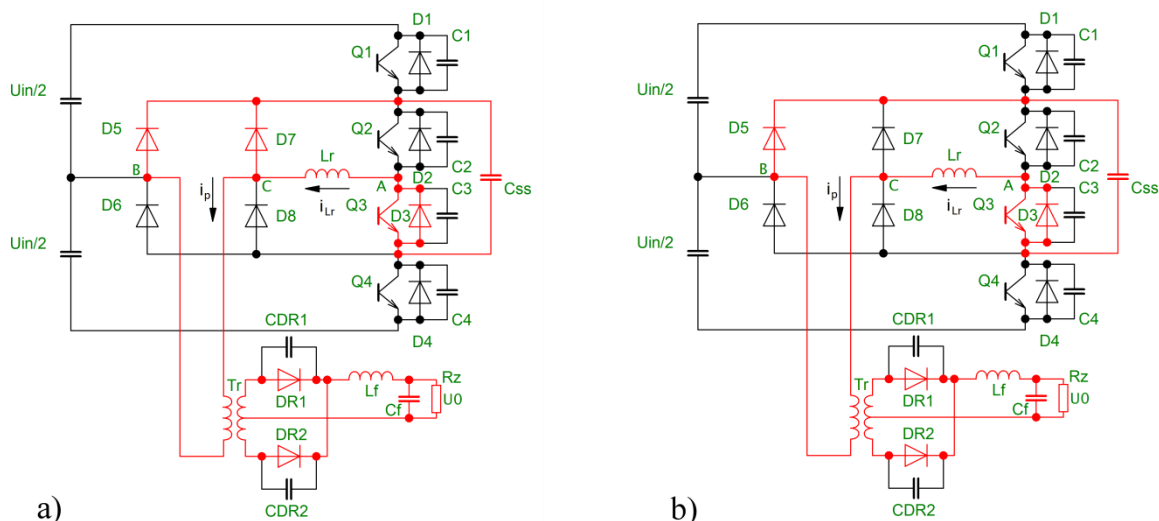 D1
C1
Q1
Uin/2
D5
D7
Q2
Lr
C2
B
C
A
D2
C3
Css
D6
ip
D8
iLr
Q3
D3
Uin/2
Q4
C4
CDR1
D4
Tr
Rz
DR1
Lf
U0
Cf
DR2
CDR2
a)
D1
C1
Q1
Uin/2
D5
D7
Q2
Lr
C2
B
C
A
D2
C3
Css
D6
ip
D8
iLr
Q3
D3
Uin/2
Q4
C4
CDR1
D4
Tr
Rz
DR1
Lf
U0
Cf
DR2
CDR2
b)